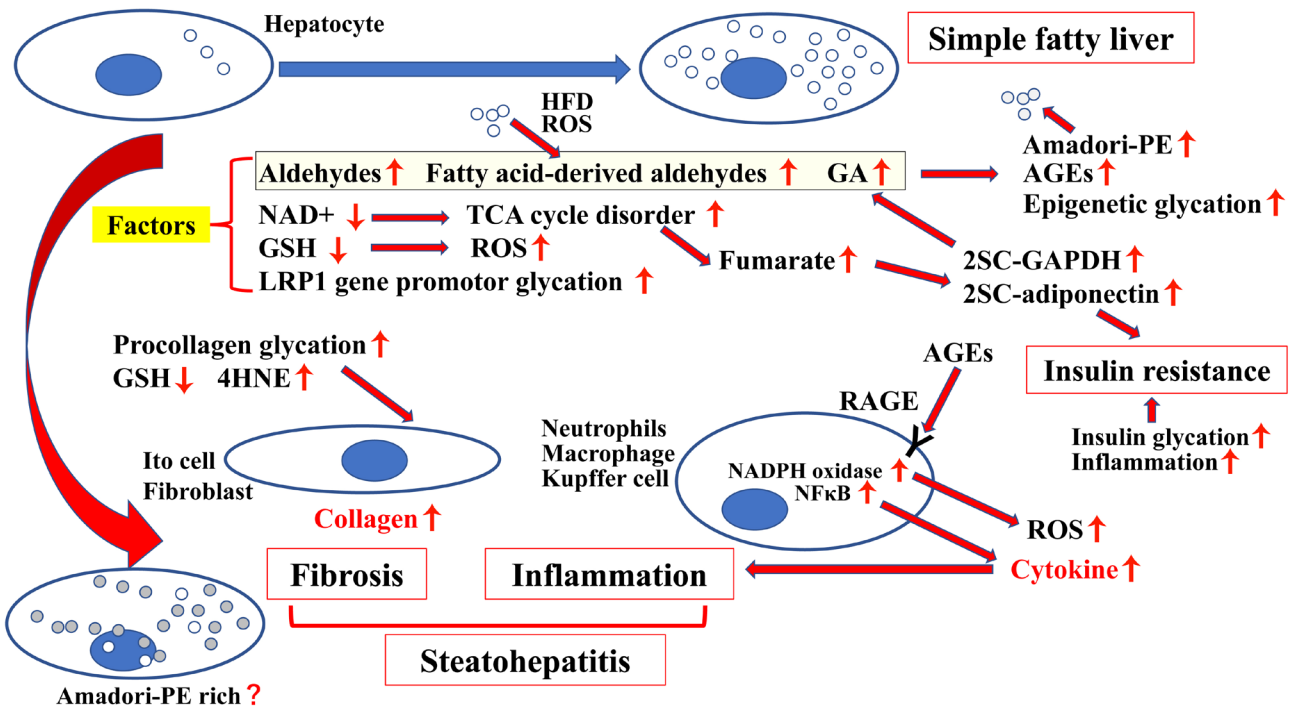 Hepatocyte
Simple fatty liver
HFD
ROS
Amadori-PE ↑
AGEs ↑
Epigenetic glycation ↑
Aldehydes ↑ Fatty acid-derived aldehydes ↑ GA ↑
Factors
NAD+ ↓ TCA cycle disorder ↑
GSH ↓ ROS ↑
LRP1 gene promotor glycation ↑
Fumarate ↑
2SC-GAPDH ↑
2SC-adiponectin ↑
Procollagen glycation ↑
GSH ↓ 4HNE ↑
AGEs
Insulin resistance
RAGE
Insulin glycation ↑
Inflammation ↑
Neutrophils
Macrophage
Kupffer cell
NADPH oxidase ↑
NFκB ↑
Ito cell
Fibroblast
Collagen ↑
ROS ↑
Cytokine ↑
Fibrosis
Inflammation
Steatohepatitis
Amadori-PE rich ?